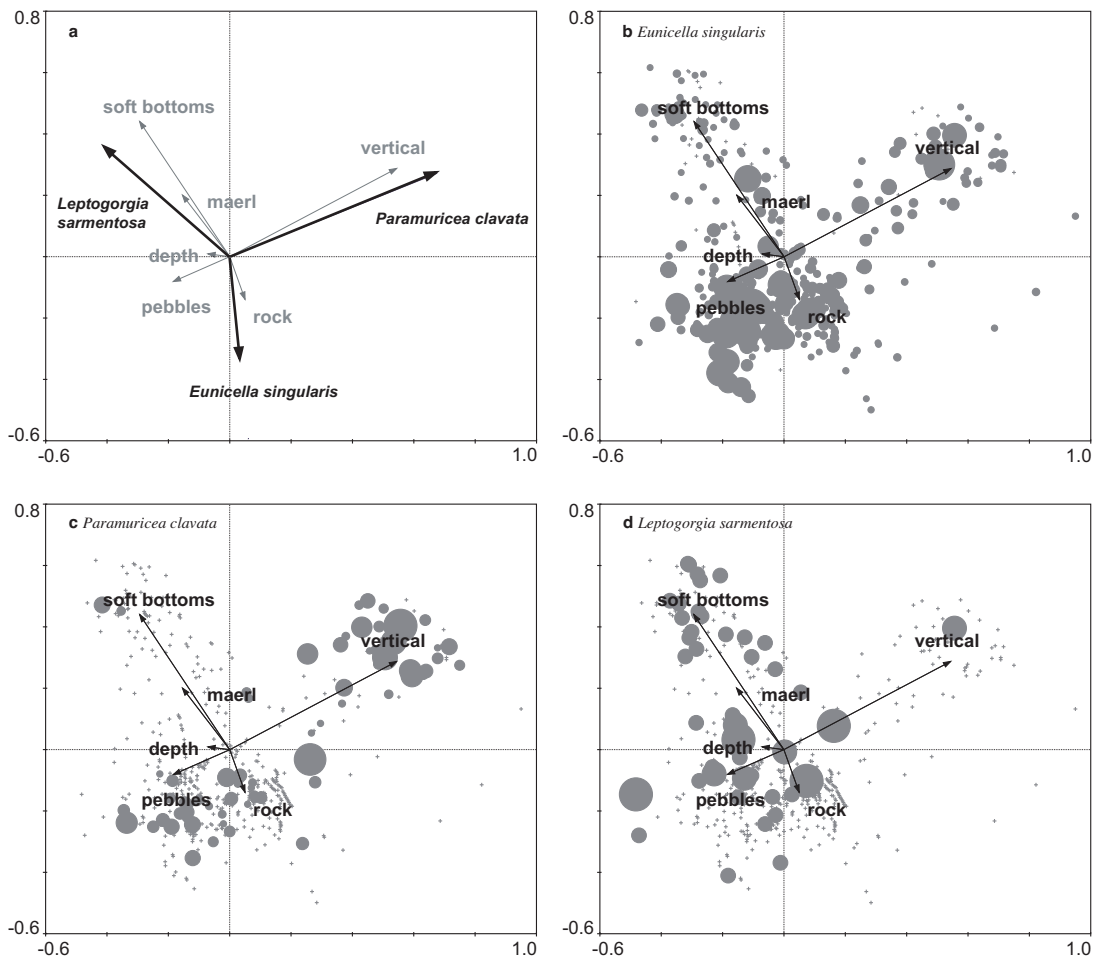 0.8
a
soft bottoms
vertical
Leptogorgia
sarmentosa
maerl
Paramuricea clavata
depth
pebbles
rock
Eunicella singularis
-0.6
-0.6
1.0
0.8
b Eunicella singularis
soft bottoms
vertical
maerl
depth
pebbles
rock
-0.6
-0.6
1.0
0.8
c Paramuricea clavata
soft bottoms
vertical
maerl
depth
pebbles
rock
-0.6
-0.6
1.0
0.8
d Leptogorgia sarmentosa
soft bottoms
vertical
maerl
depth
pebbles
rock
-0.6
-0.6
1.0